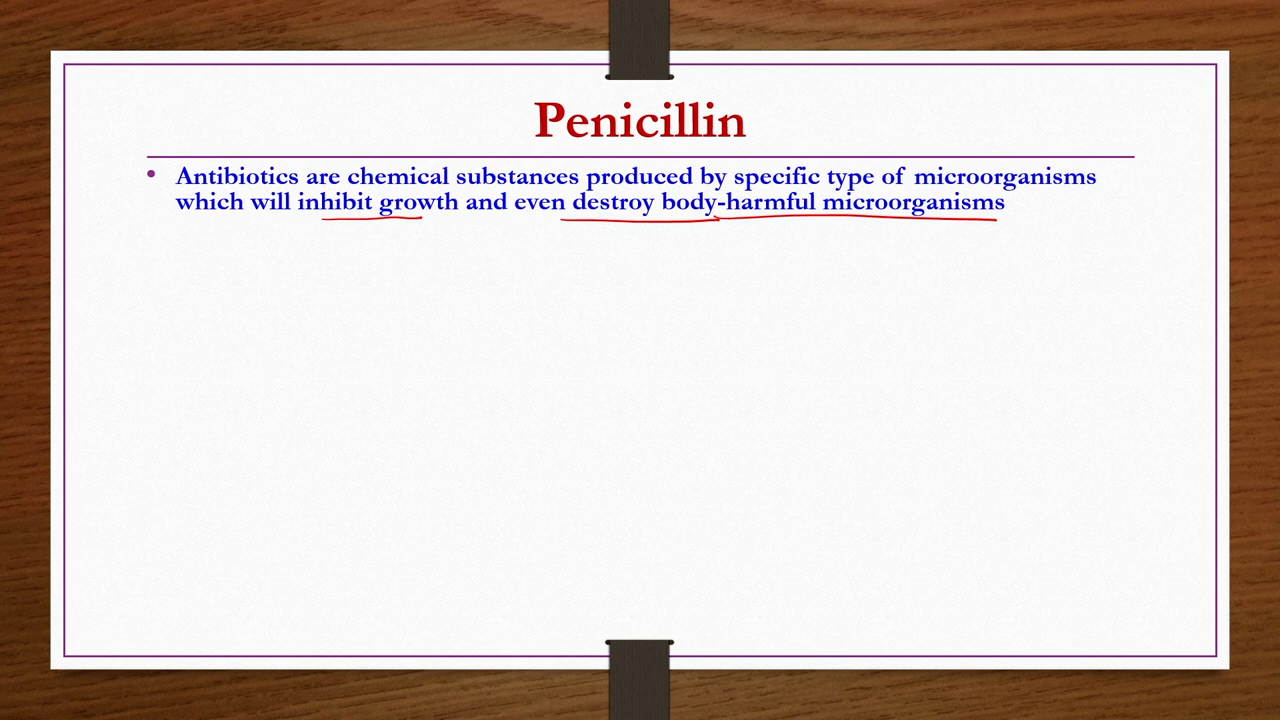 Penicillin
• Antibiotics are chemical substances produced by specific type of microorganisms
which will inhibit growth and even destroy body-harmful microorganisms